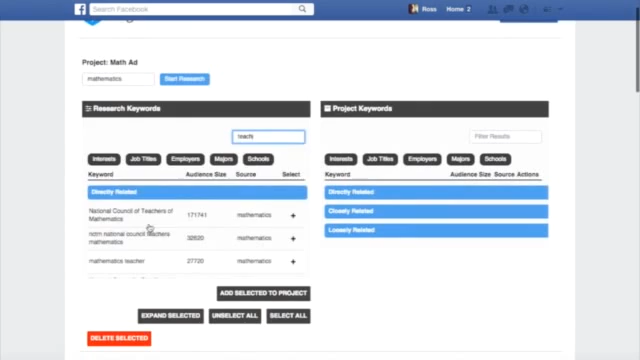 Search Facebook
Ross Home 2
Project: Math Ad
mathematics Start Research
Research Keywords
Project Keywords
teach
Filter Results
Interests Job Titles Employers Majors Schools
Interests Job Titles Employers Majors Schools
Keyword Audience Size Source Select
Keyword Audience Size Source Actions
Directly Related
Directly Related
National Council of Teachers of
Mathematics 171741 mathematics +
Closely Related
Loosely Related
nctm national council teachers
mathematics 32620 mathematics +
mathematics teacher 27720 mathematics +
ADD SELECTED TO PROJECT
EXPAND SELECTED UNSELECT ALL SELECT ALL
DELETE SELECTED